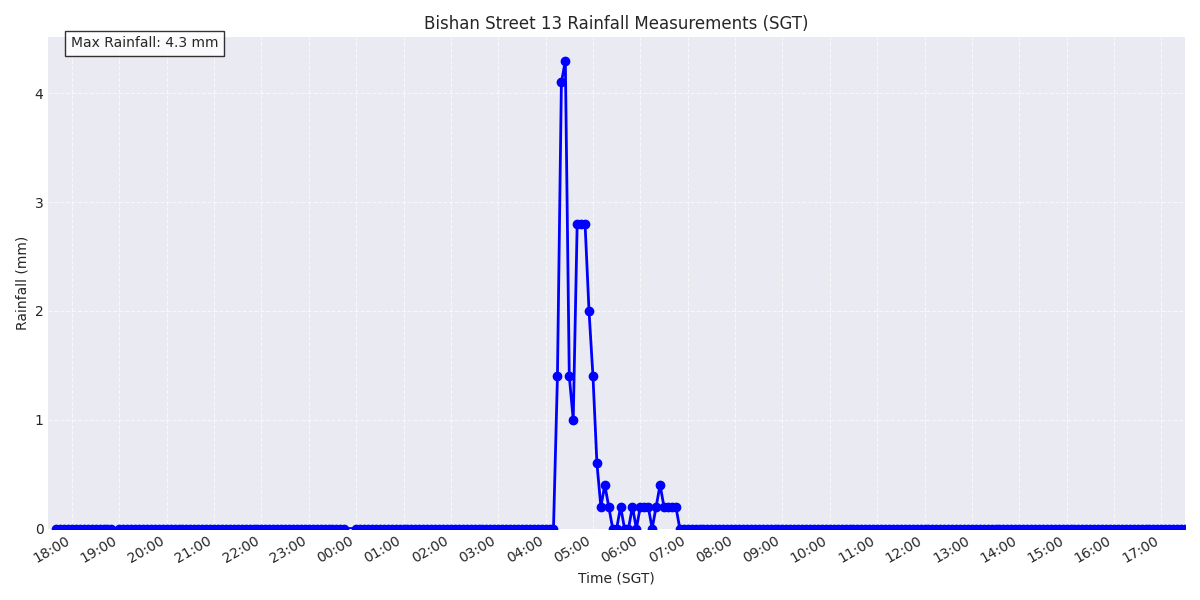 Bishan Street 13 Rainfall Measurements (SGT)
Max Rainfall: 4.3 mm
4
3
2
1
0
Rainfall (mm)
18:00 19:00 20:00 21:00 22:00 23:00 00:00 01:00 02:00 03:00 04:00 05:00 06:00 07:00 08:00 09:00 10:00 11:00 12:00 13:00 14:00 15:00 16:00 17:00
Time (SGT)